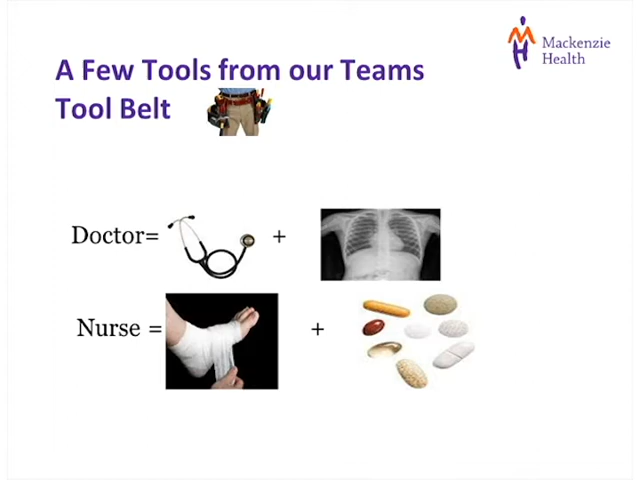 Mackenzie
Health
A Few Tools from our Teams
Tool Belt
Doctor= +
Nurse = +